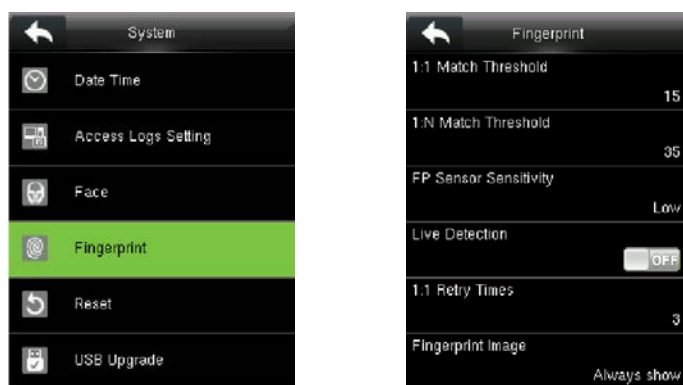 System
Date Time
Access Logs Setting
Face
Fingerprint
Reset
USB Upgrade
Fingerprint
1:1 Match Threshold
15
1:N Match Threshold
35
FP Sensor Sensitivity
Low
Live Detection
OFF
1:1 Retry Times
3
Fingerprint Image
Always show